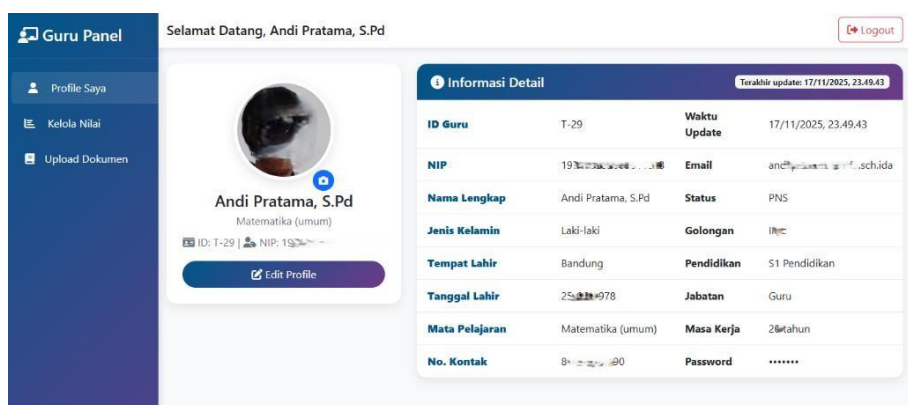 Guru Panel
Selamat Datang, Andi Pratama, S.Pd
Logout
Profile Saya
Kelola Nilai
Upload Dokumen
Andi Pratama, S.Pd
Matematika (umum)
ID: T-29 | NIP:
Edit Profile
Informasi Detail
Terakhir update: 17/11/2025, 23.49.43
ID Guru T-29 Waktu Update 17/11/2025, 23.49.43
NIP Email
Nama Lengkap Andi Pratama, S.Pd Status PNS
Jenis Kelamin Laki-laki Golongan
Tempat Lahir Bandung Pendidikan S1 Pendidikan
Tanggal Lahir Jabatan Guru
Mata Pelajaran Matematika (umum) Masa Kerja tahun
No. Kontak Password •••••••